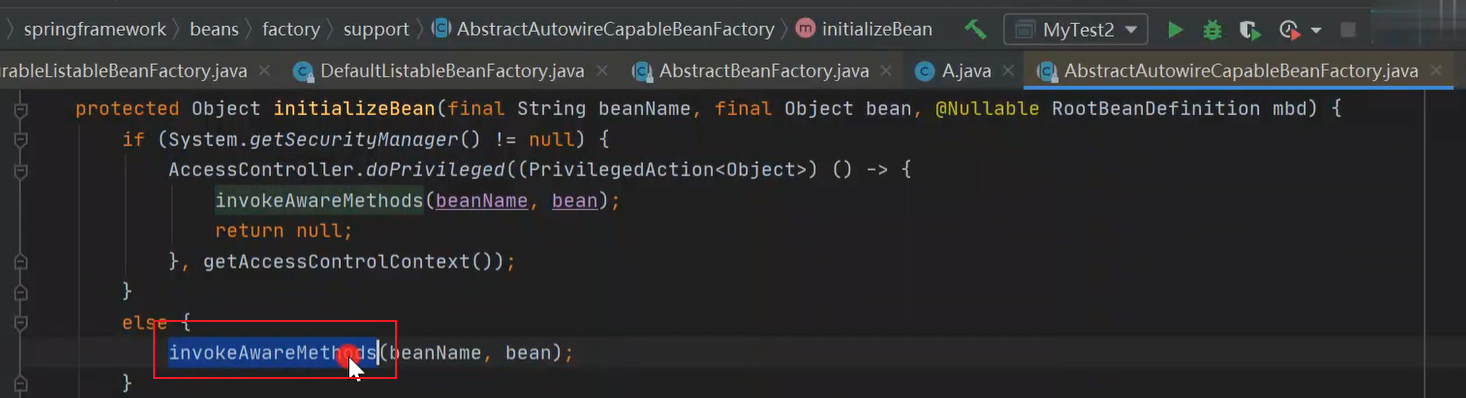 springframework beans factory support AbstractAutowireCapableBeanFactory initializeBean MyTest2
urableListableBeanFactory.java DefaultListableBeanFactory.java AbstractBeanFactory.java A.java AbstractAutowireCapableBeanFactory.java
protected Object initializeBean(final String beanName, final Object bean, @Nullable RootBeanDefinition mbd) {
if (System.getSecurityManager() != null) {
AccessController.doPrivileged((PrivilegedAction<Object>) () -> {
invokeAwareMethods(beanName, bean);
return null;
}, getAccessControlContext());
}
else {
invokeAwareMethods(beanName, bean);
}